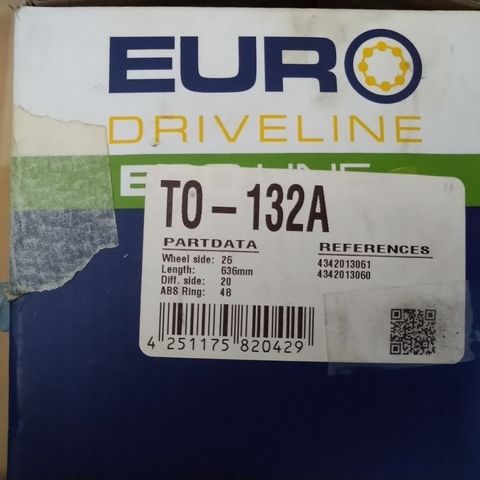 EURO
DRIVELINE
TO-132A
PARTDATA
Wheel side: 26
Length: 636mm
Diff. side: 20
ABS Ring: 48
REFERENCES
4342013061
4342013060
4 251175 820429